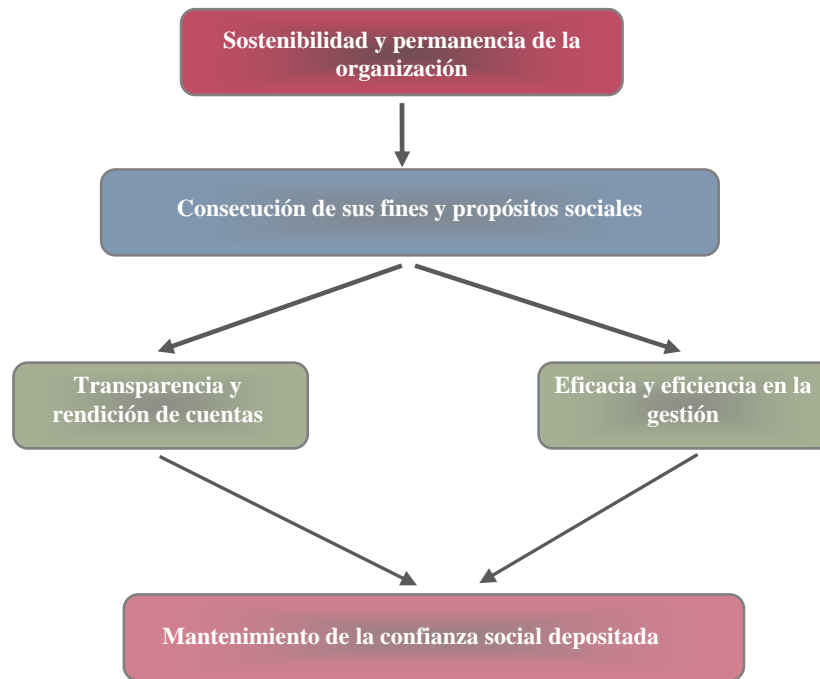 Sostenibilidad y permanencia de la
organización
Consecución de sus fines y propósitos sociales
Transparencia y
rendición de cuentas
Eficacia y eficiencia en la
gestión
Mantenimiento de la confianza social depositada